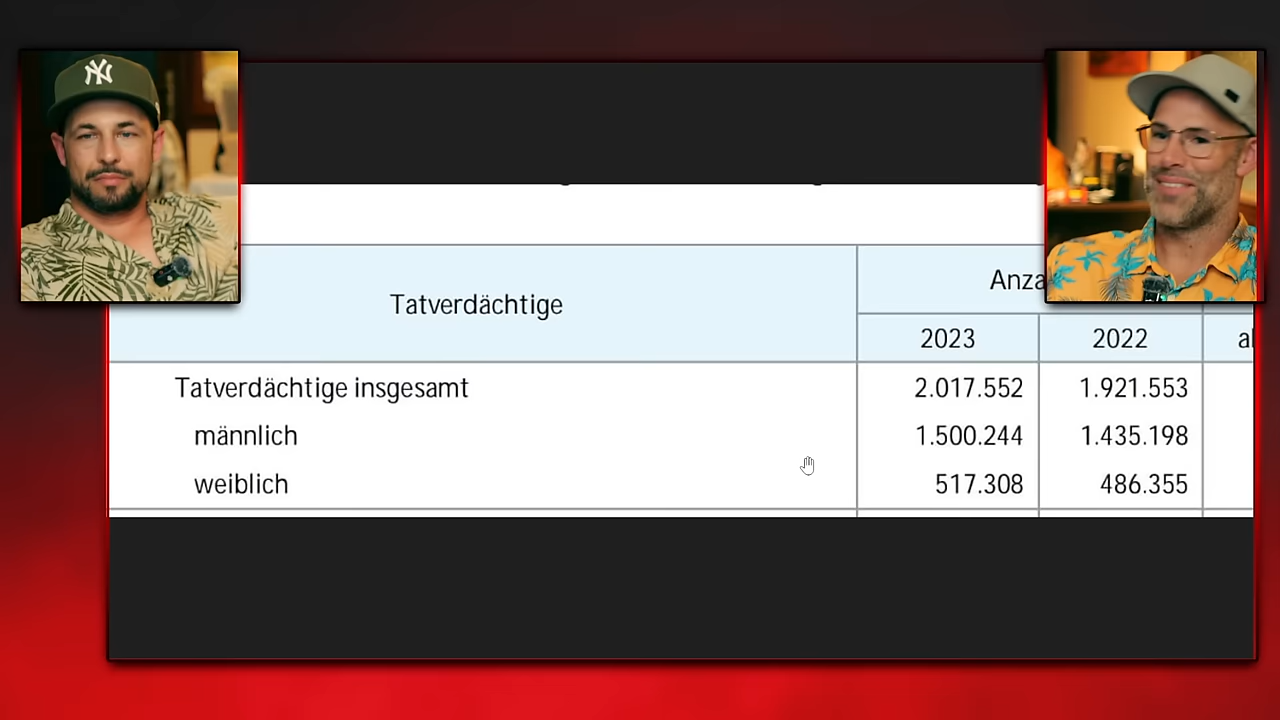 NY
Tatverdächtige
Anza
2023 2022 al
Tatverdächtige insgesamt 2.017.552 1.921.553
männlich 1.500.244 1.435.198
weiblich 517.308 486.355